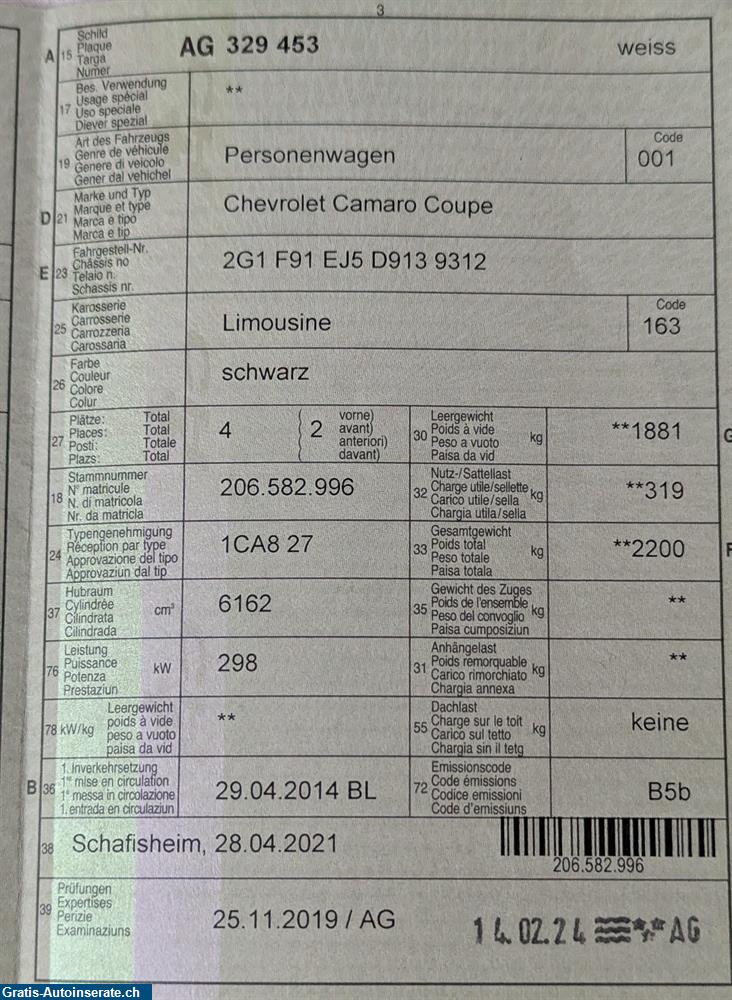 3
A 15 Schild
Plaque
Targa
Numer
AG 329 453 weiss
17 Bes. Verwendung
Usage spécial
Uso speciale
Diever spezial
**
19 Art des Fahrzeugs
Genre de véhicule
Genere di veicolo
Gener dal vehichel
Personenwagen
Code
001
D 21 Marke und Typ
Marque et type
Marca e tipo
Marca e tip
Chevrolet Camaro Coupe
E 23 Fahrgestell-Nr.
Châssis no
Telaio n.
Schassis nr.
2G1 F91 EJ5 D913 9312
25 Karosserie
Carrosserie
Carrozzeria
Carossaria
Limousine
Code
163
26 Farbe
Couleur
Colore
Colur
schwarz
27 Plätze: Total
Places: Total
Posti: Totale
Plazs: Total
4 ( 2 vorne)
avant)
anteriori)
davant)
30 Leergewicht
Poids à vide
Peso a vuoto
Paisa da vid
kg
**1881
G
18 Stammnummer
N° matricule
N. di matricola
Nr. da matricla
206.582.996
32 Nutz-/Sattellast
Charge utile/sellette
Carico utile/sella
Chargia utila/sella
kg
**319
24 Typengenehmigung
Réception par type
Approvazione del tipo
Approvaziun dal tip
1CA8 27
33 Gesamtgewicht
Poids total
Peso totale
Paisa totala
kg
**2200
F
37 Hubraum
Cylindrée
Cilindrata
Cilindrada
cm³
6162
35 Gewicht des Zuges
Poids de l'ensemble
Peso del convoglio
Paisa cumposiziun
kg
**
76 Leistung
Puissance
Potenza
Prestaziun
kW
298
31 Anhängelast
Poids remorquable
Carico rimorchiato
Chargia annexa
kg
**
78 kW/kg Leergewicht
poids à vide
peso a vuoto
paisa da vid
**
55 Dachlast
Charge sur le toit
Carico sul tetto
Chargia sin il tetg
kg
keine
B 36 1. Inverkehrsetzung
1re mise en circulation
1a messa in circolazione
1. entrada en circulaziun
29.04.2014 BL
72 Emissionscode
Code émissions
Codice emissioni
Code d'emissiuns
B5b
38 Schafisheim, 28.04.2021
206.582.996
39 Prüfungen
Expertises
Perizie
Examinaziuns
25.11.2019 / AG
14.02.24 AG
Gratis-Autoinserate.ch